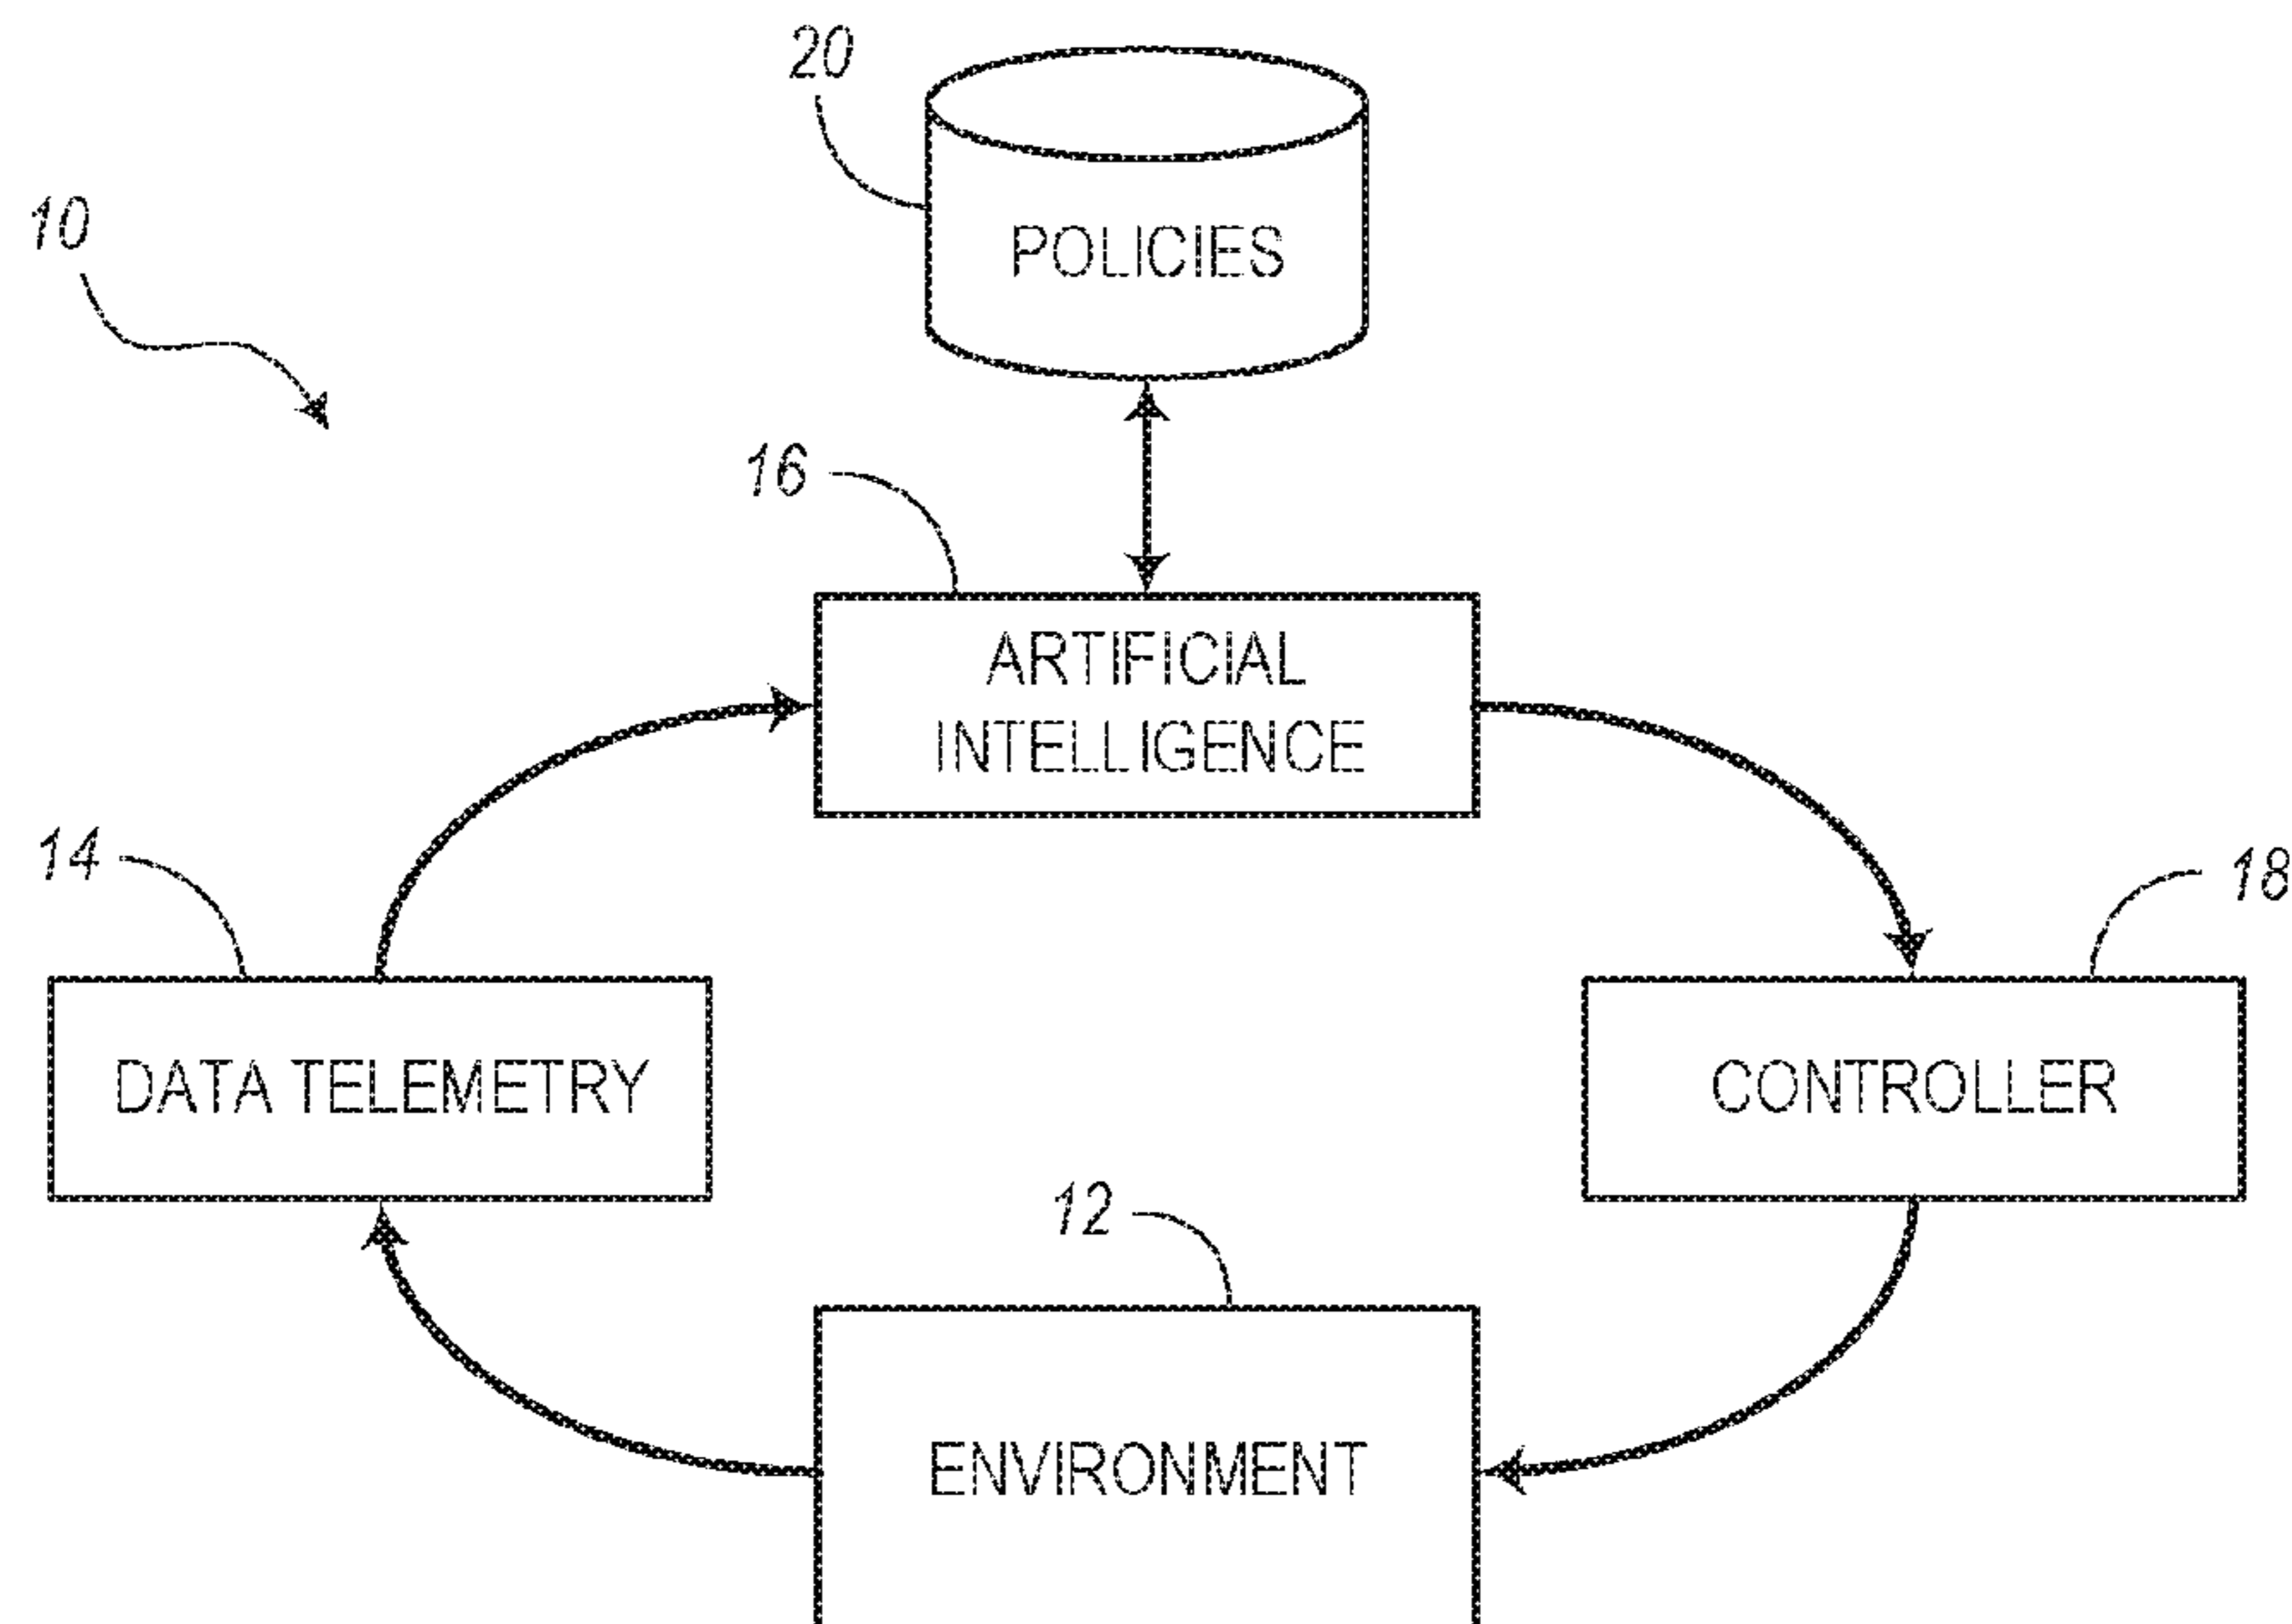 20
10
POLICIES
16
ARTIFICIAL
INTELLIGENCE
14
18
DATA TELEMETRY
CONTROLLER
12
ENVIRONMENT